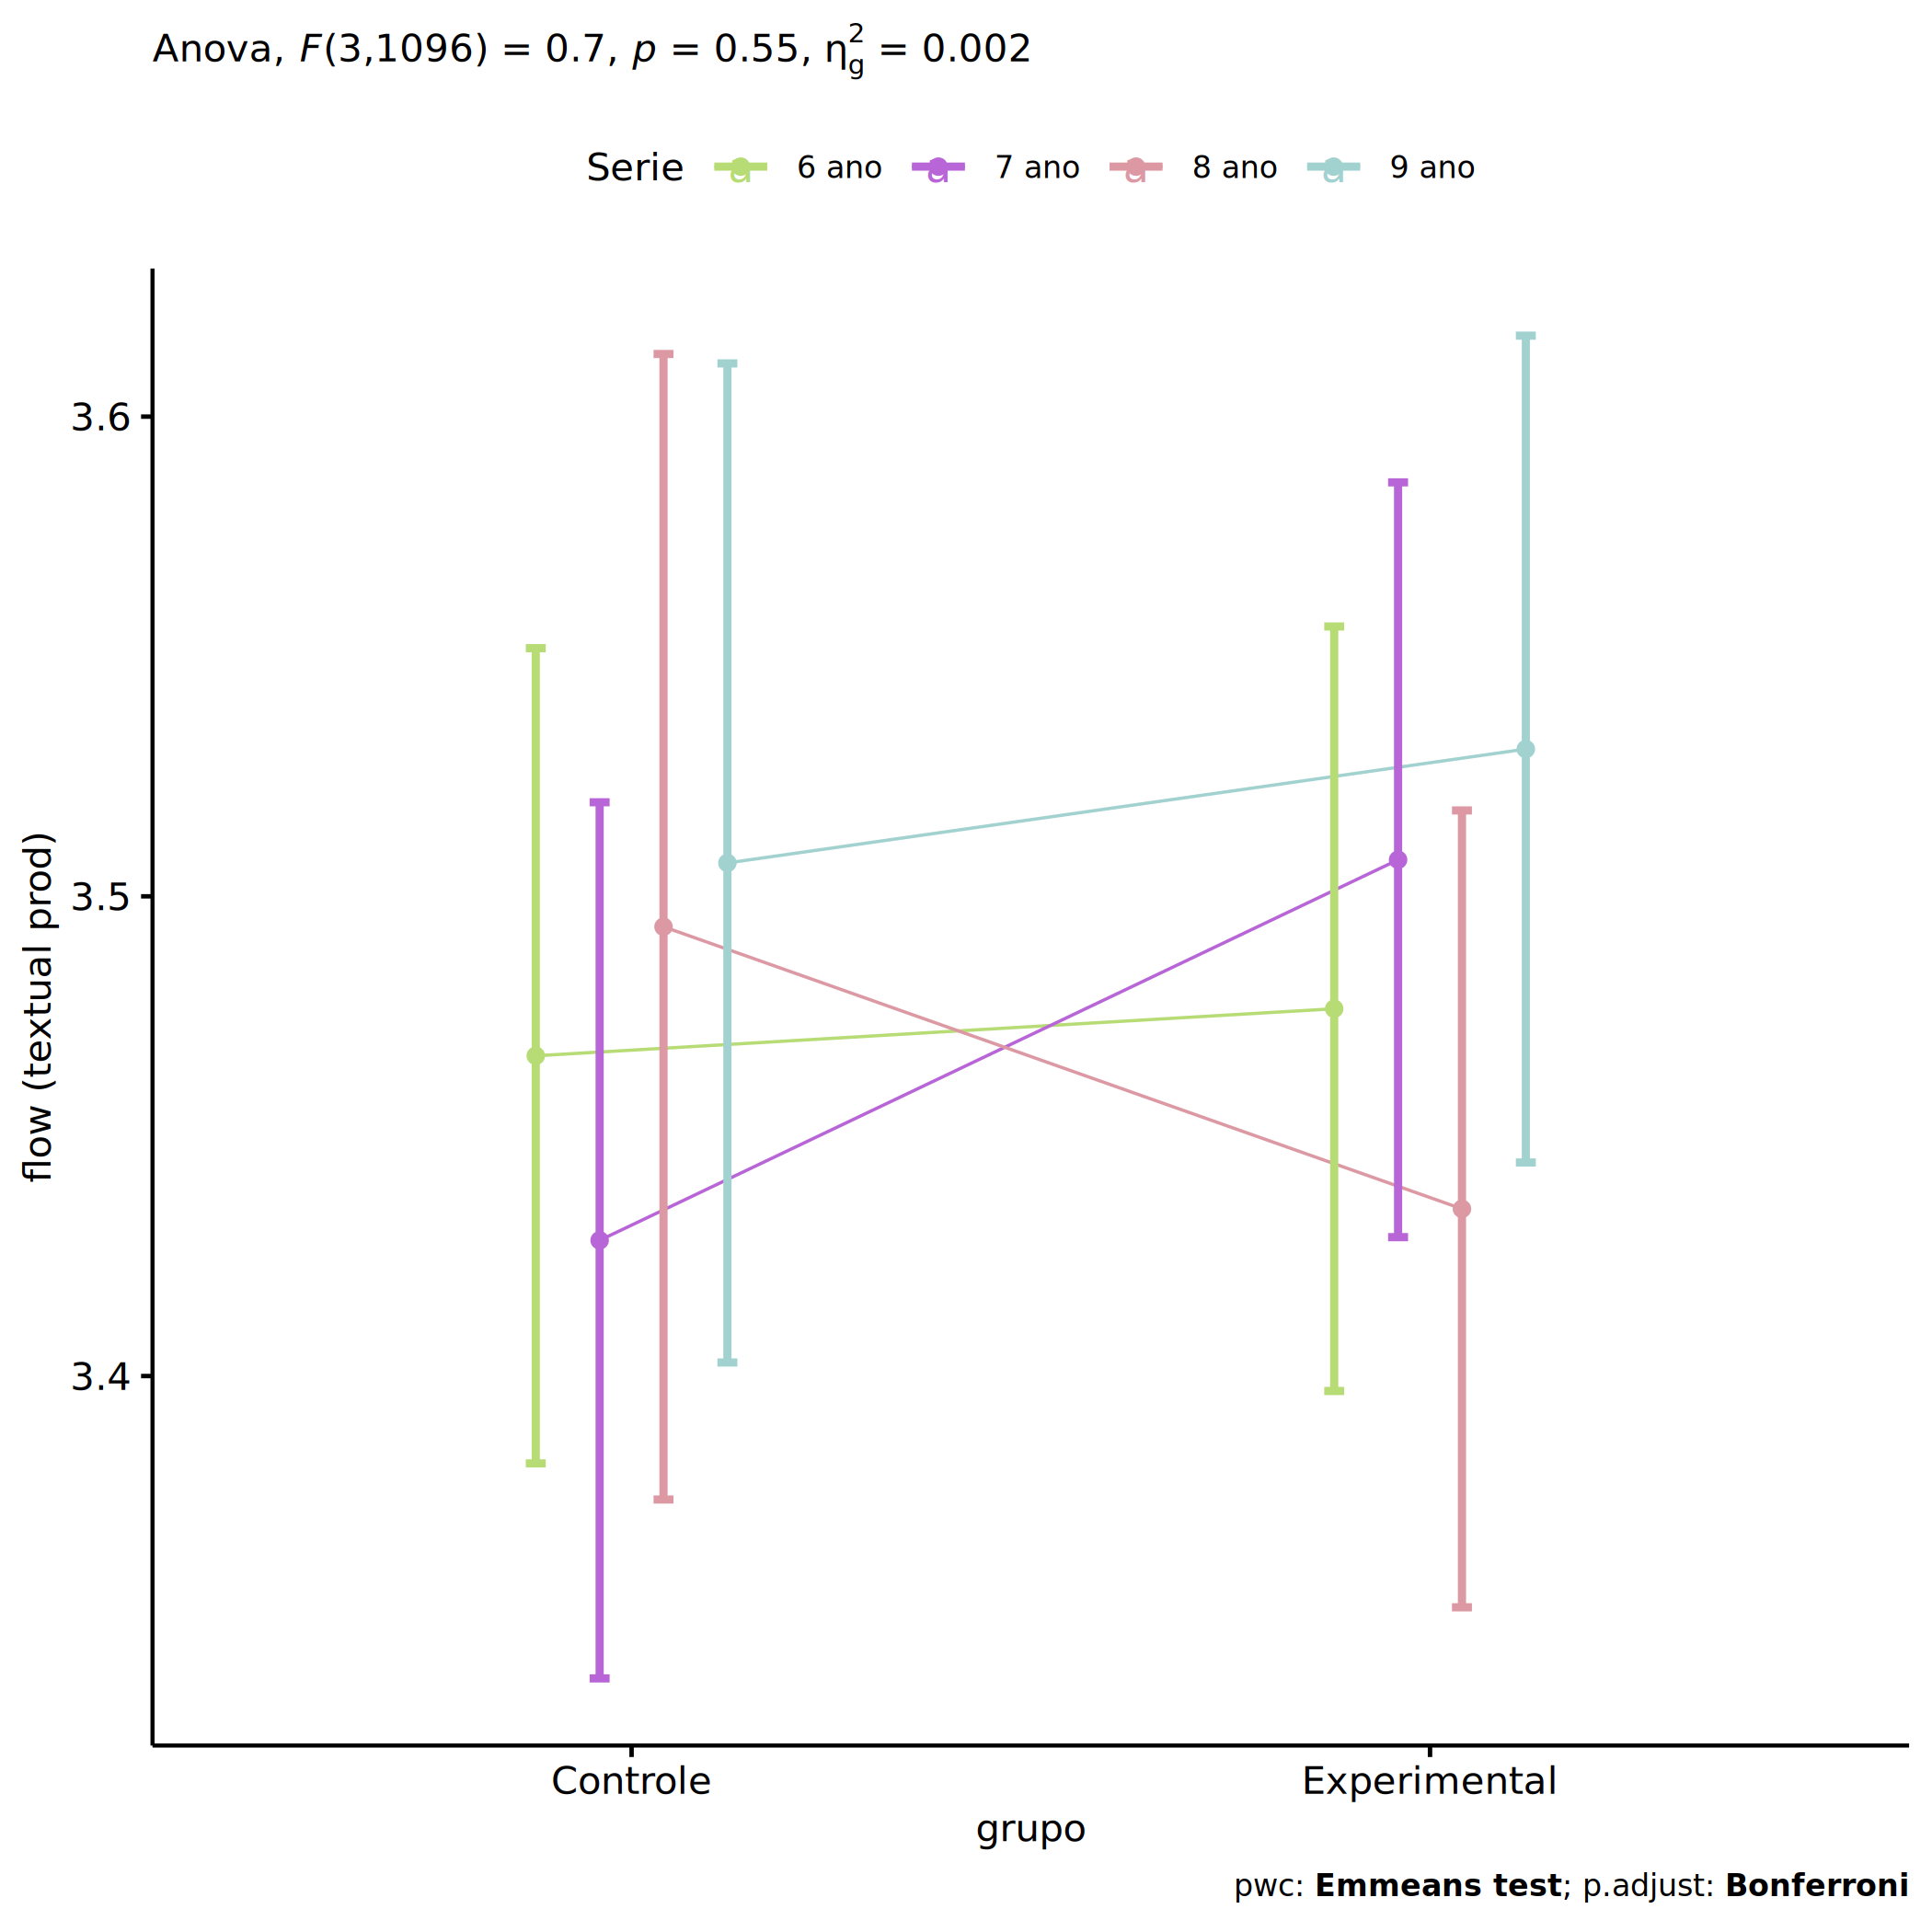 Anova, F(3,1096) = 0.7, p = 0.55, η²g = 0.002
Serie a 6 ano a 7 ano a 8 ano a 9 ano
3.6
3.5
3.4
flow (textual prod)
Controle Experimental
grupo
pwc: Emmeans test; p.adjust: Bonferroni